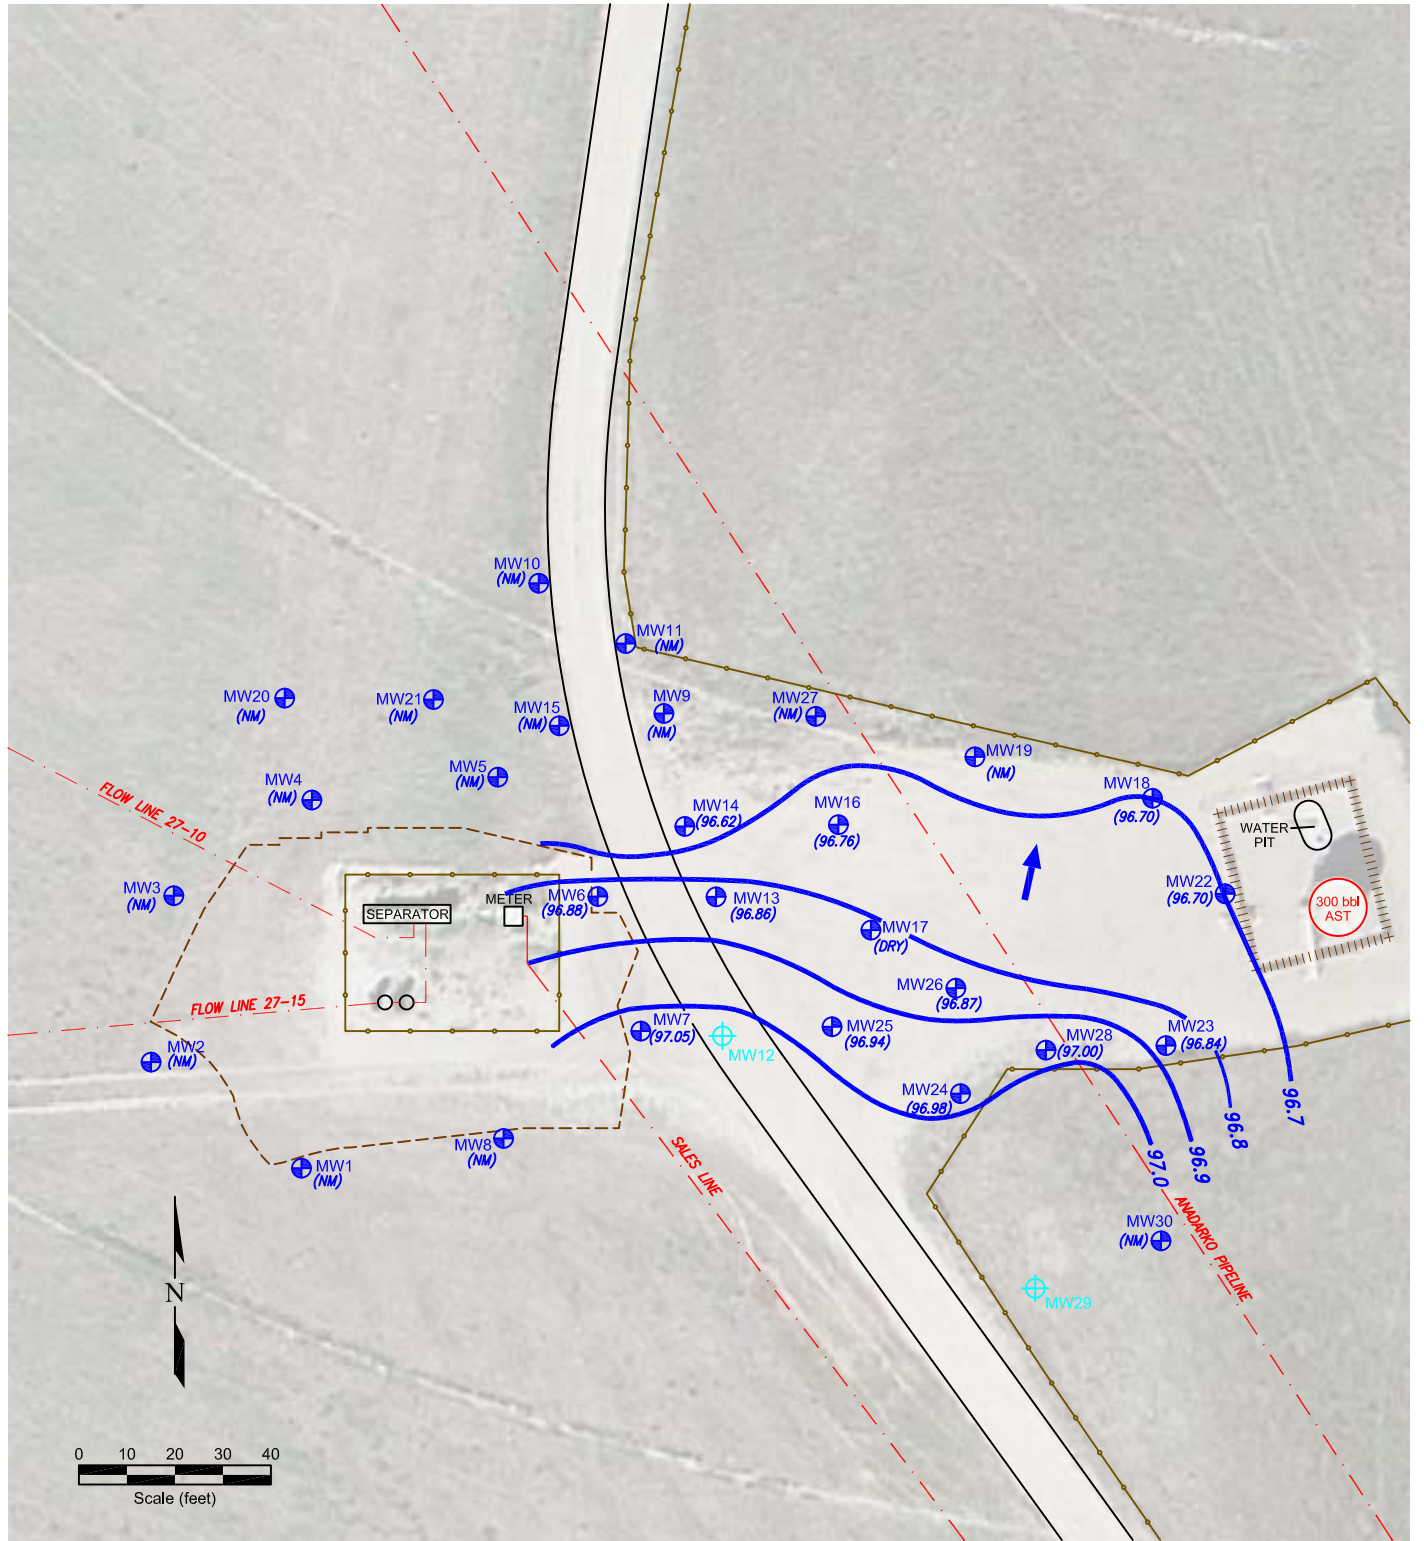 MW10
(NM)
MW11
(NM)
MW20
(NM)
MW21
(NM)
MW15
(NM)
MW9
(NM)
MW27
(NM)
MW19
(NM)
MW5
(NM)
MW4
(NM)
MW18
(96.70)
MW14
(96.62)
MW16
(96.76)
FLOW LINE 27-10
WATER
PIT
MW3
(NM)
SEPARATOR
METER
MW6
(96.88)
MW13
(96.86)
MW22
(96.70)
300 bbl
AST
MW17
(DRY)
MW26
(96.87)
FLOW LINE 27-15
MW7
(97.05)
MW12
MW25
(96.94)
MW28
(97.00)
MW23
(96.84)
MW2
(NM)
MW24
(96.98)
96.7
96.8
96.9
97.0
MW8
(NM)
MW1
(NM)
SALES LINE
ANADARKO PIPELINE
MW30
(NM)
MW29
N
0 10 20 30 40
Scale (feet)